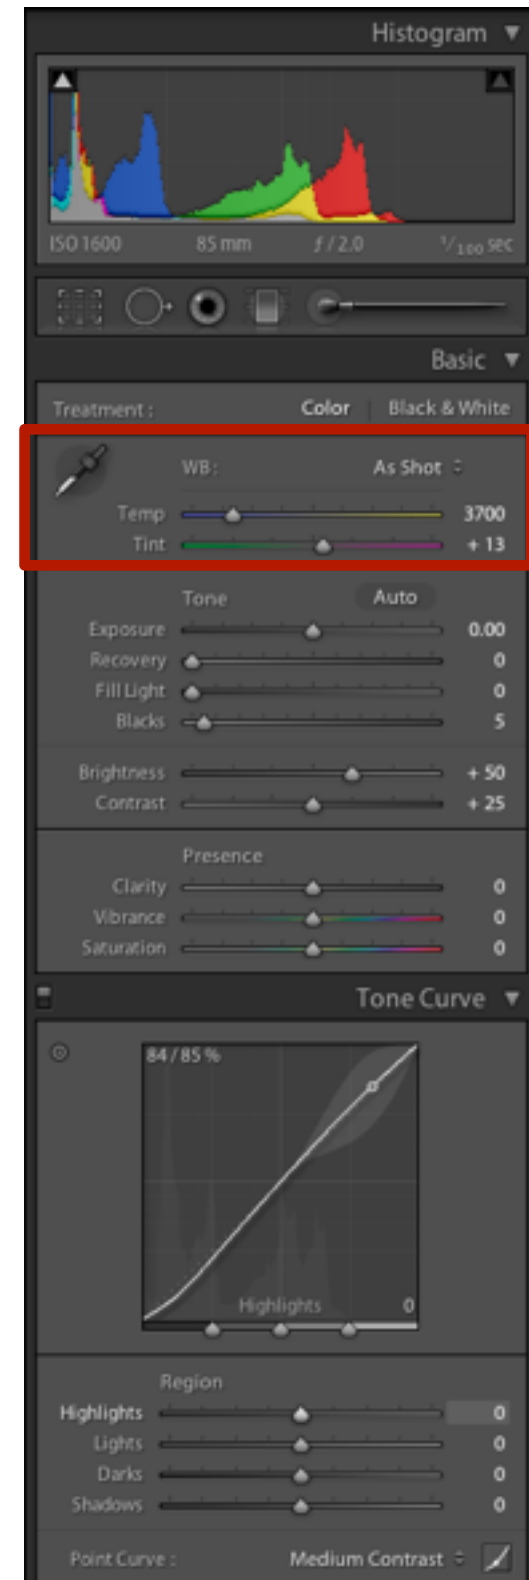 Histogram
ISO 1600 85 mm ƒ / 2.0 1/100 sec
Basic
Treatment : Color | Black & White
WB : As Shot
Temp 3700
Tint + 13
Tone Auto
Exposure 0.00
Recovery 0
Fill Light 0
Blacks 5
Brightness + 50
Contrast + 25
Presence
Clarity 0
Vibrance 0
Saturation 0
Tone Curve
84 / 85 %
Highlights 0
Region
Highlights 0
Lights 0
Darks 0
Shadows 0
Point Curve : Medium Contrast